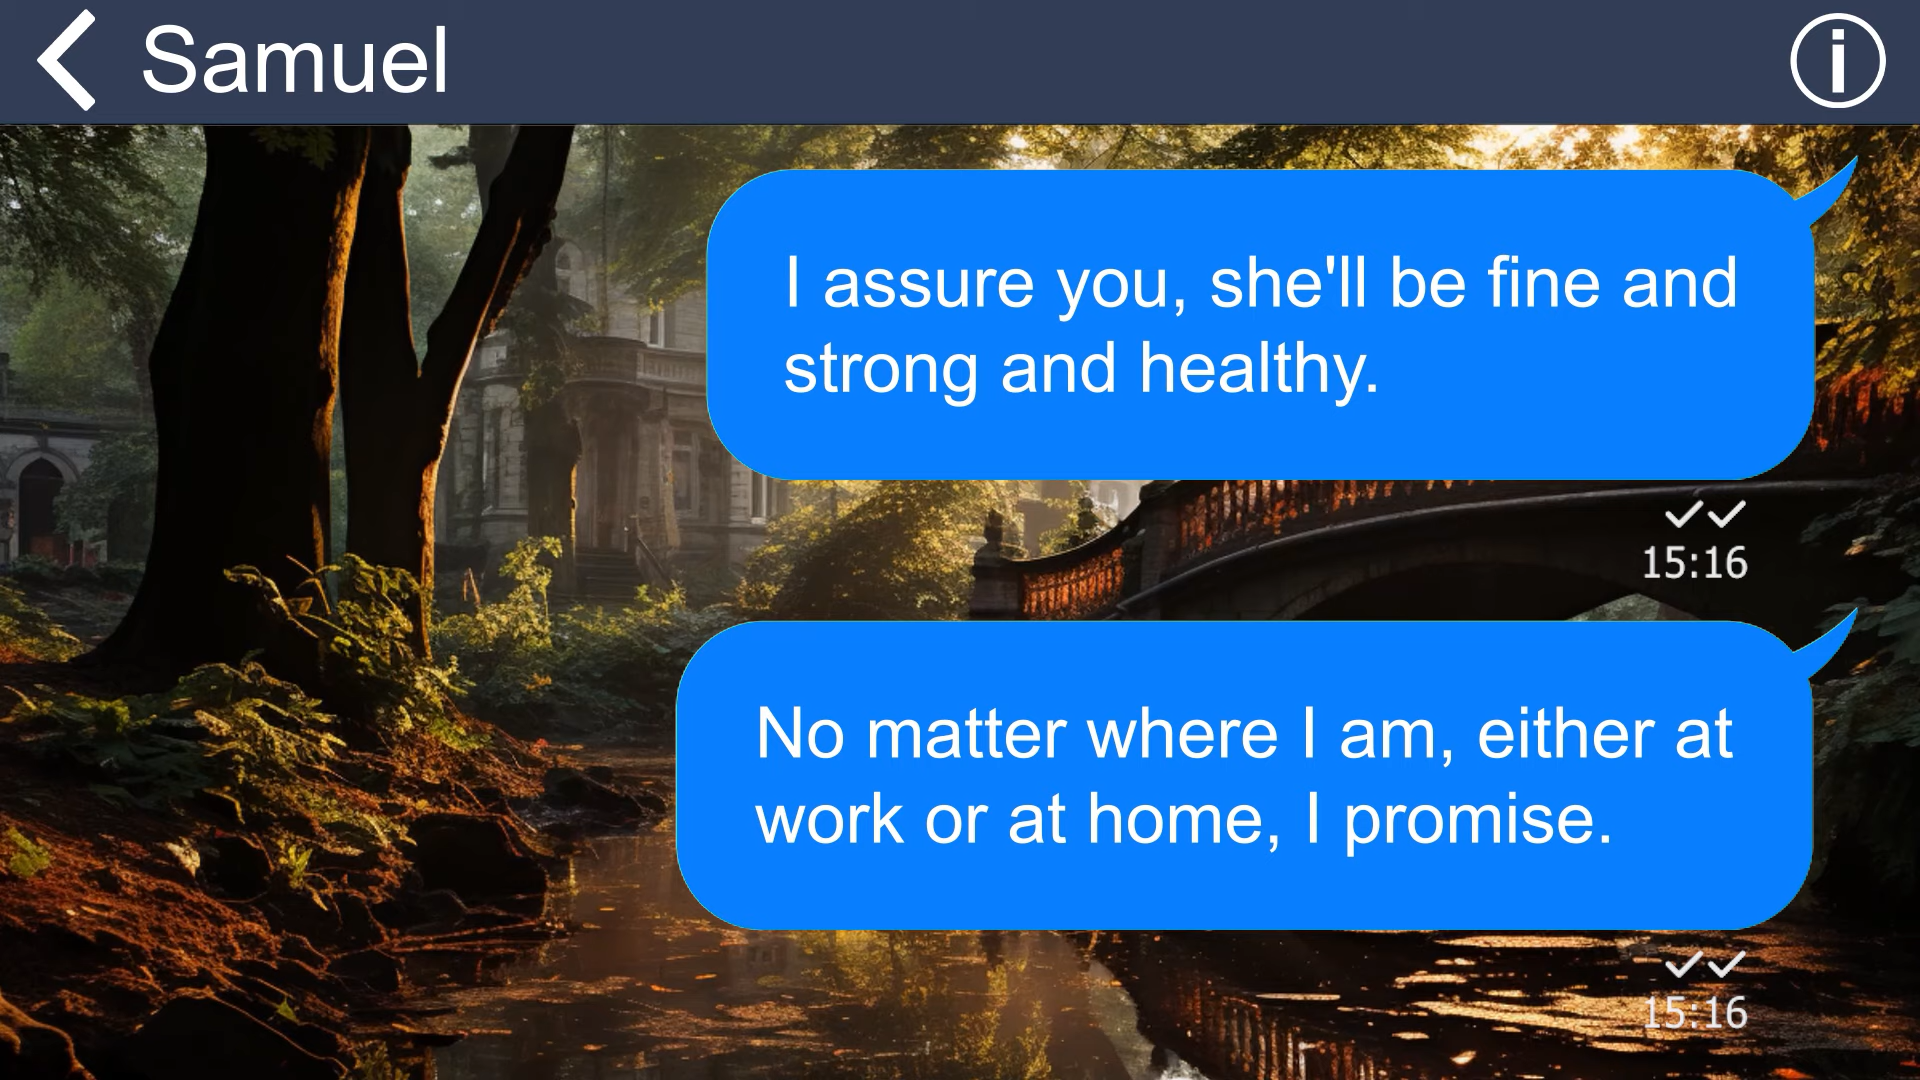 Samuel
I assure you, she'll be fine and
strong and healthy.
15:16
No matter where I am, either at
work or at home, I promise.
15:16